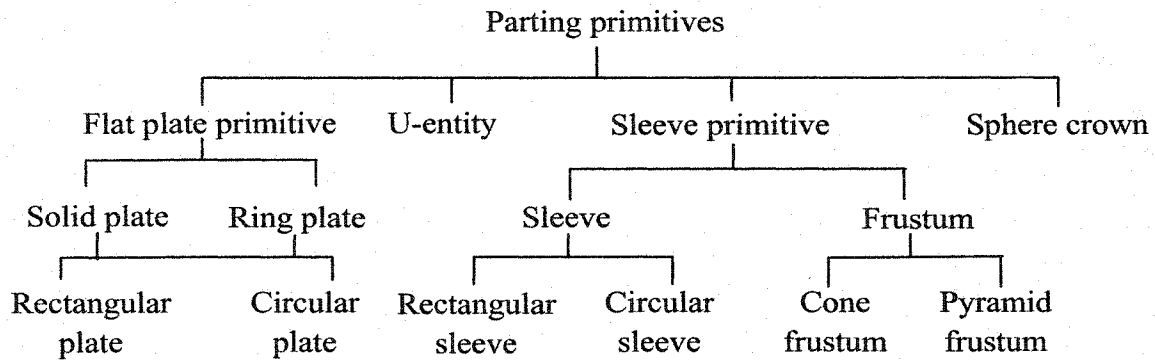 Parting primitives
Flat plate primitive
U-entity
Sleeve primitive
Sphere crown
Solid plate
Ring plate
Sleeve
Frustum
Rectangular
plate
Circular
plate
Rectangular
sleeve
Circular
sleeve
Cone
frustum
Pyramid
frustum